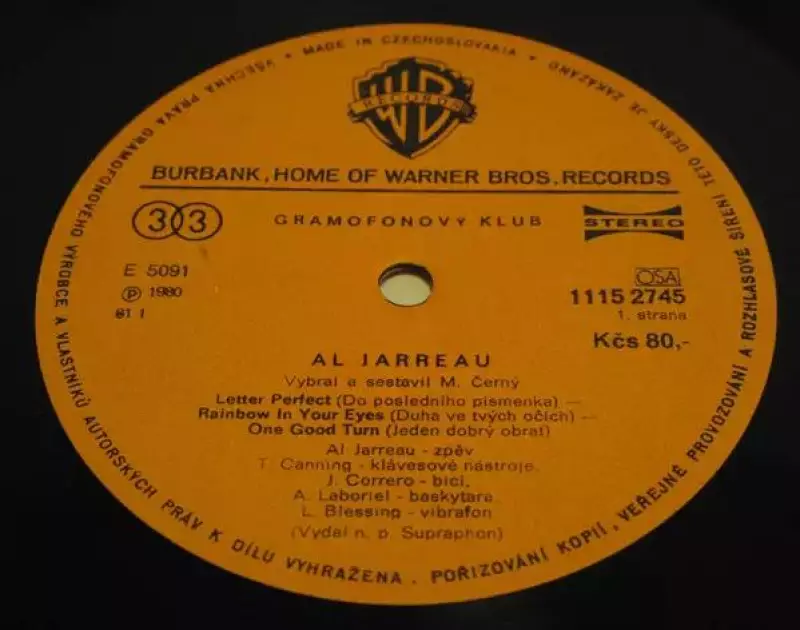 VŠECHNA PRÁVA GRAMOFONOVÉHO VÝROBCE A VLASTNÍKŮ AUTORSKÝCH PRÁV K DÍLU VYHRAŽENA. POŘIZOVÁNÍ KOPIÍ, VEŘEJNÉ PROVOZOVÁNÍ A ROZHLASOVÉ ŠÍŘENÍ TÉTO DESKY JE ZAKÁZÁNO
• MADE IN CZECHOSLOVAKIA •
WB
RECORDS
BURBANK, HOME OF WARNER BROS. RECORDS
33
GRAMOFONOVÝ KLUB
STEREO
E 5091
Ⓟ 1980
81 1
OSA
1115 2745
1. strana
Kčs 80,-
AL JARREAU
Vybral a sestavil M. Černý
Letter Perfect (Do posledního písmenka) —
Rainbow In Your Eyes (Duha ve tvých očích) —
One Good Turn (Jeden dobrý obrat)
Al Jarreau - zpěv
T. Canning - klávesové nástroje,
J. Correro - bicí,
A. Laboriel - baskytara,
L. Blessing - vibrafon
(Vydal n. p. Supraphon)